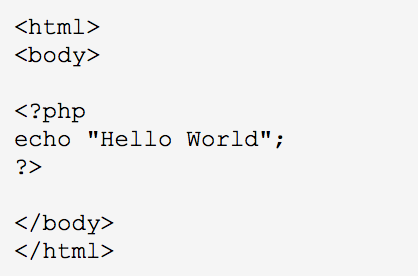 <html>
<body>

<?php
echo "Hello World";
?>

</body>
</html>